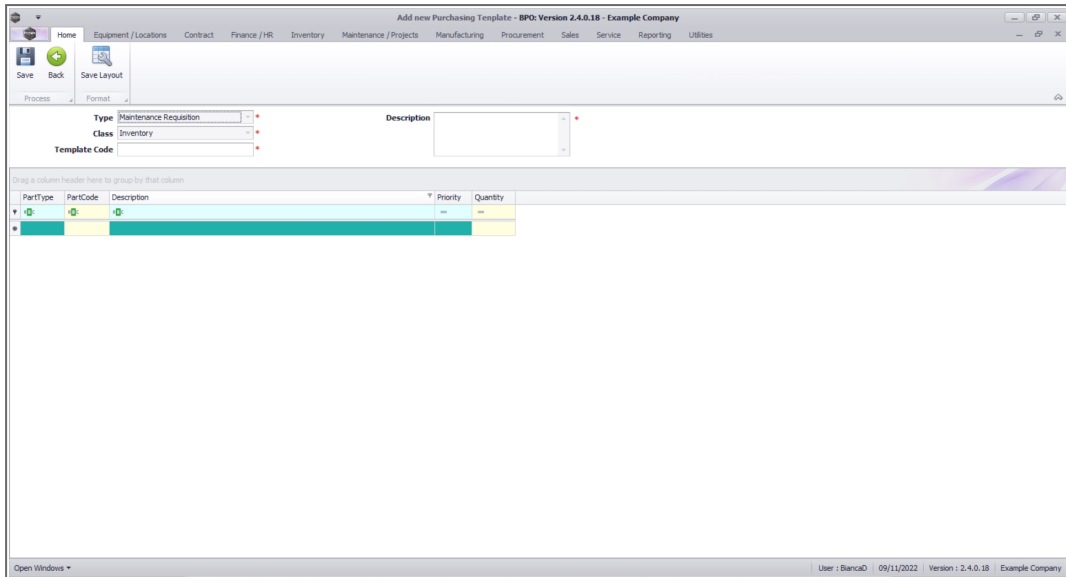 Add new Purchasing Template - BPO: Version 2.4.0.18 - Example Company
Home Equipment / Locations Contract Finance / HR Inventory Maintenance / Projects Manufacturing Procurement Sales Service Reporting Utilities
Save Back Save Layout
Process Format
Type Maintenance Requisition * Description *
Class Inventory *
Template Code *
Drag a column header here to group by that column
PartType PartCode Description Priority Quantity
Open Windows User : BiancaD 09/11/2022 Version : 2.4.0.18 Example Company